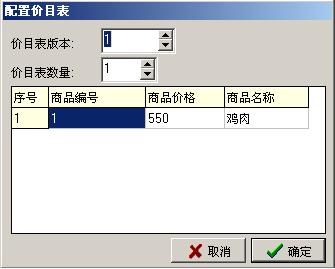 配置价目表
价目表版本: 1
价目表数量: 1
序号 商品编号 商品价格 商品名称
1 1 550 鸡肉
取消 确定